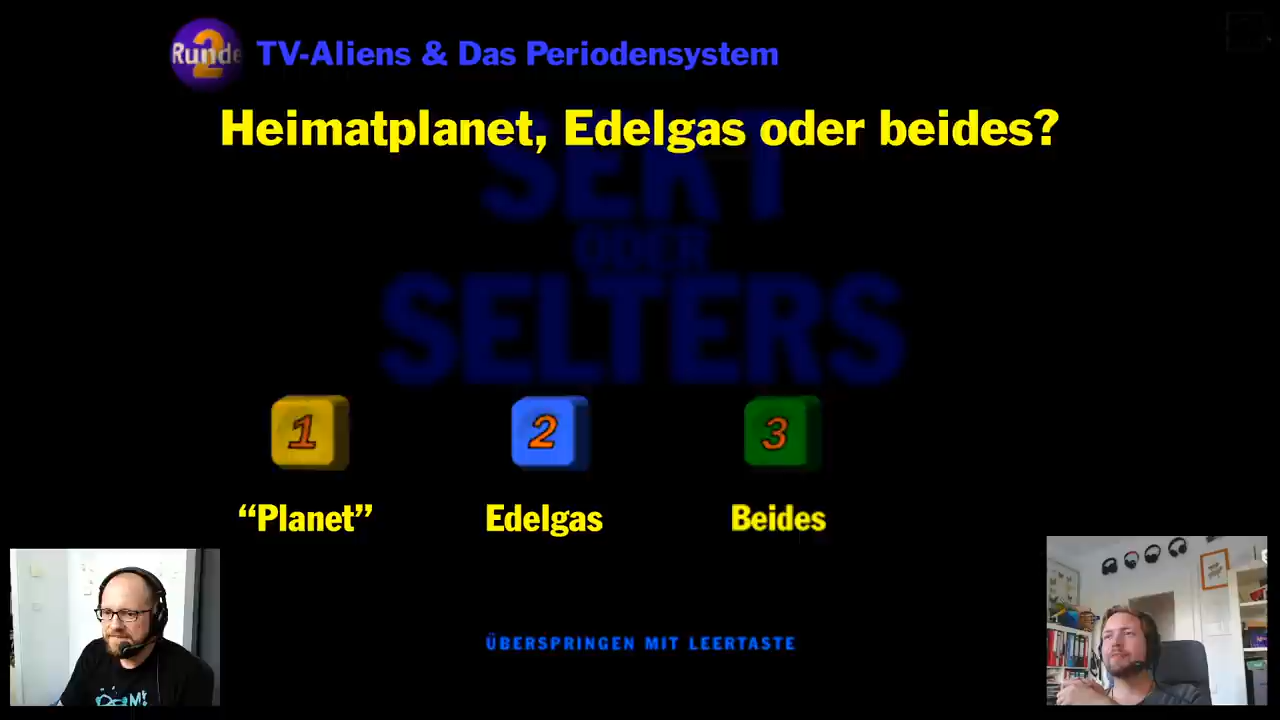 Runde 2
TV-Aliens & Das Periodensystem
Heimatplanet, Edelgas oder beides?
SEKT
ODER
SELTERS
1
2
3
“Planet”
Edelgas
Beides
ÜBERSPRINGEN MIT LEERTASTE